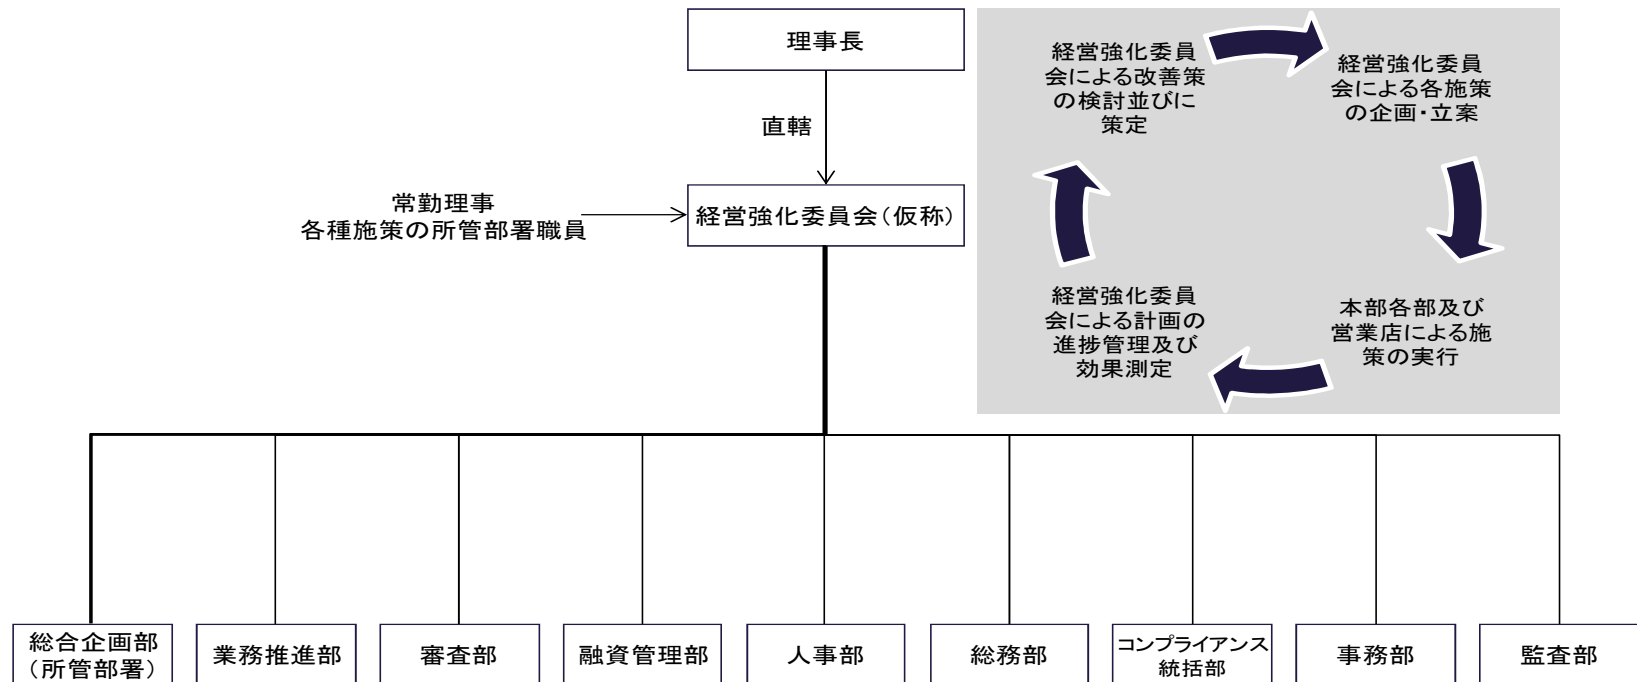 理事長
直轄
常勤理事
各種施策の所管部署職員
経営強化委員会(仮称)
経営強化委員
会による改善策
の検討並びに
策定
経営強化委員
会による各施策
の企画・立案
経営強化委員
会による計画の
進捗管理及び
効果測定
本部各部及び
営業店による施
策の実行
総合企画部
(所管部署)
業務推進部
審査部
融資管理部
人事部
総務部
コンプライアンス
統括部
事務部
監査部